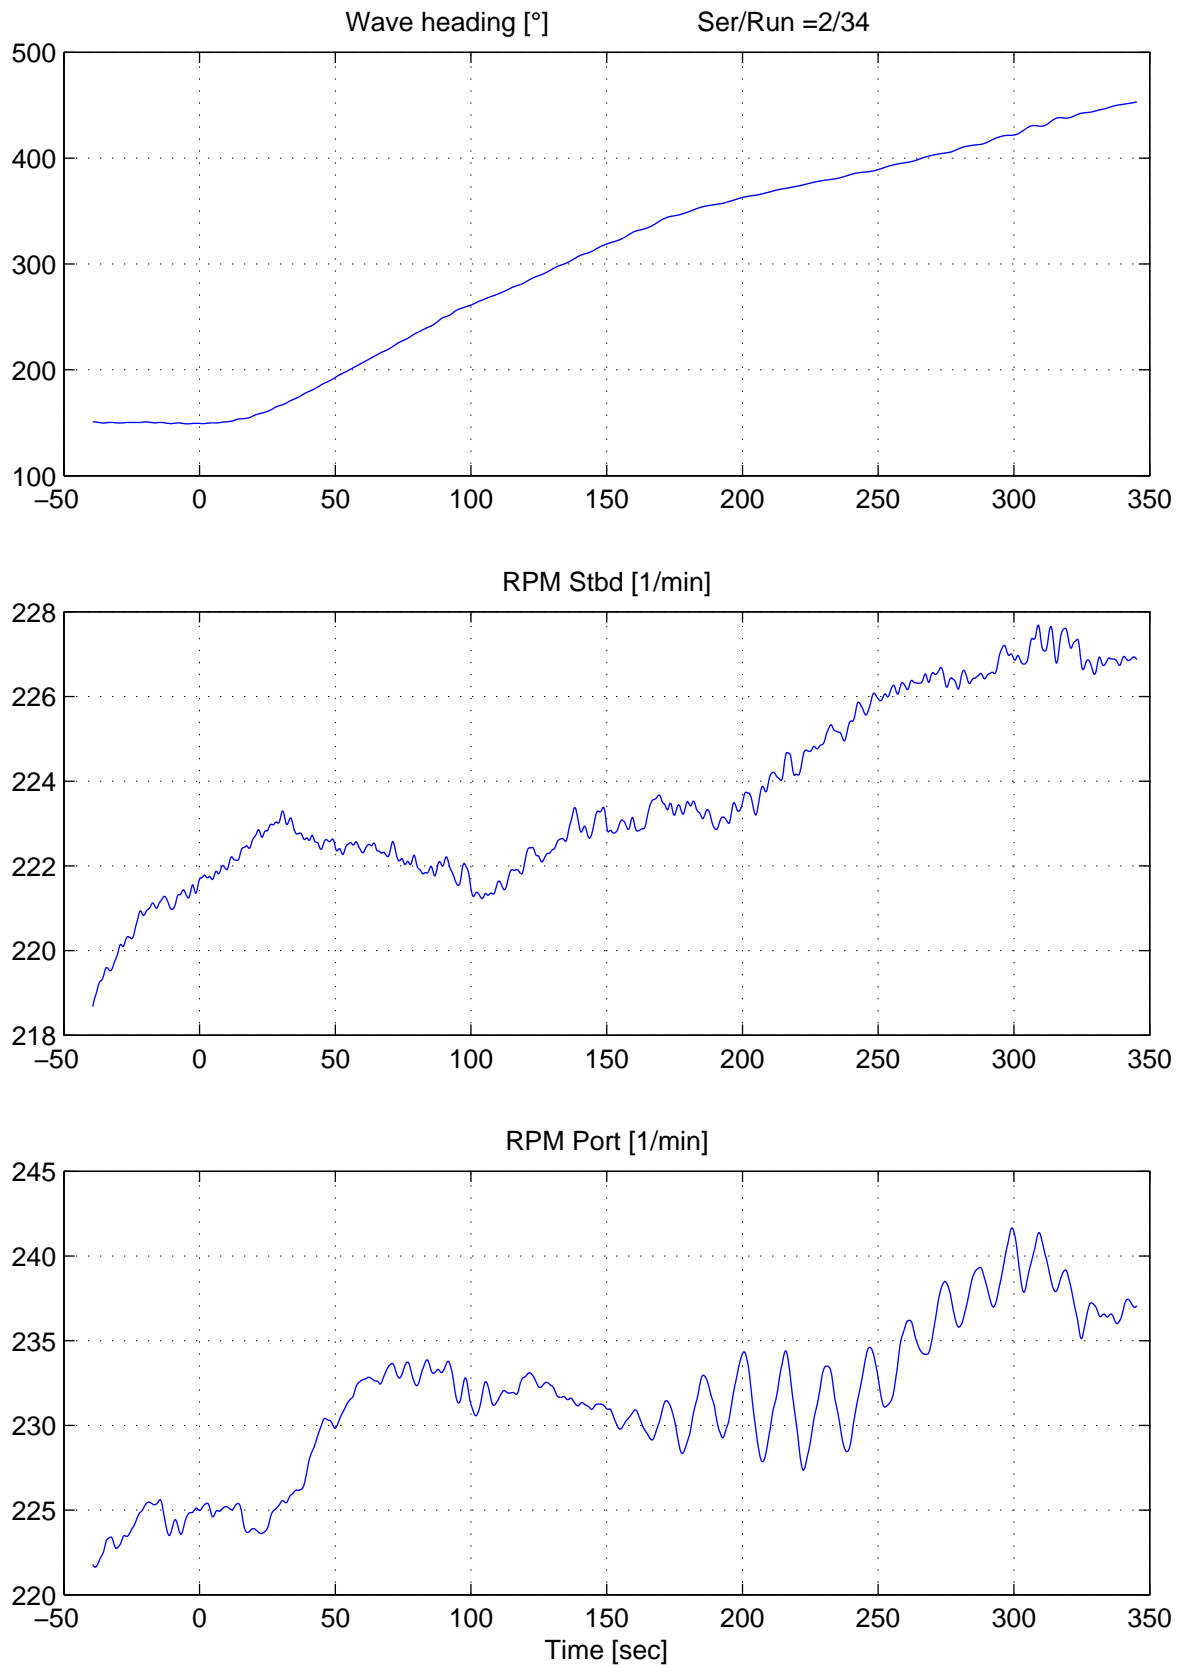 Wave heading [°] Ser/Run =2/34
500
400
300
200
100
−50 0 50 100 150 200 250 300 350
RPM Stbd [1/min]
228
226
224
222
220
218
−50 0 50 100 150 200 250 300 350
RPM Port [1/min]
245
240
235
230
225
220
−50 0 50 100 150 200 250 300 350
Time [sec]